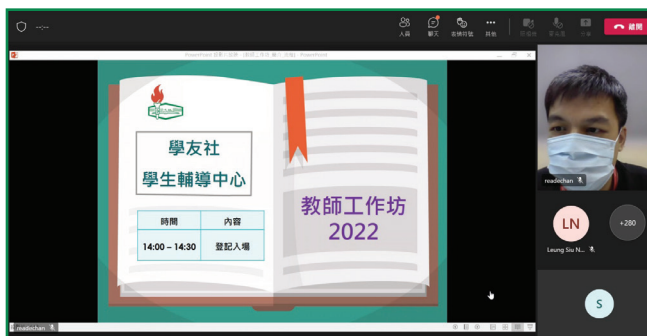 --:--
人員
聊天
表情符號
其他
分享
離開
學友社
學生輔導中心
時間
內容
14:00 – 14:30
登記入場
教師工作坊
2022
readechan
readechan
LN
+280
Leung Siu N...
S